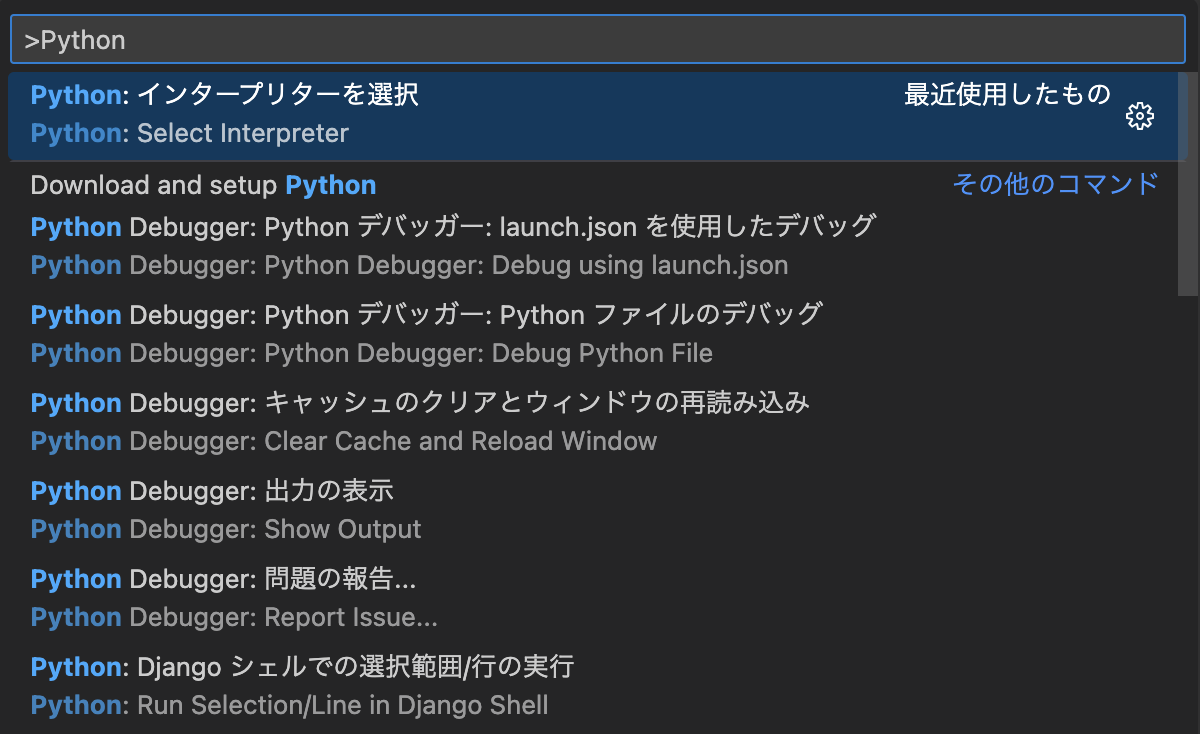 >Python
Python: インタープリターを選択 最近使用したもの
Python: Select Interpreter
Download and setup Python その他のコマンド
Python Debugger: Python デバッガー: launch.json を使用したデバッグ
Python Debugger: Python Debugger: Debug using launch.json
Python Debugger: Python デバッガー: Python ファイルのデバッグ
Python Debugger: Python Debugger: Debug Python File
Python Debugger: キャッシュのクリアとウィンドウの再読み込み
Python Debugger: Clear Cache and Reload Window
Python Debugger: 出力の表示
Python Debugger: Show Output
Python Debugger: 問題の報告...
Python Debugger: Report Issue...
Python: Django シェルでの選択範囲/行の実行
Python: Run Selection/Line in Django Shell